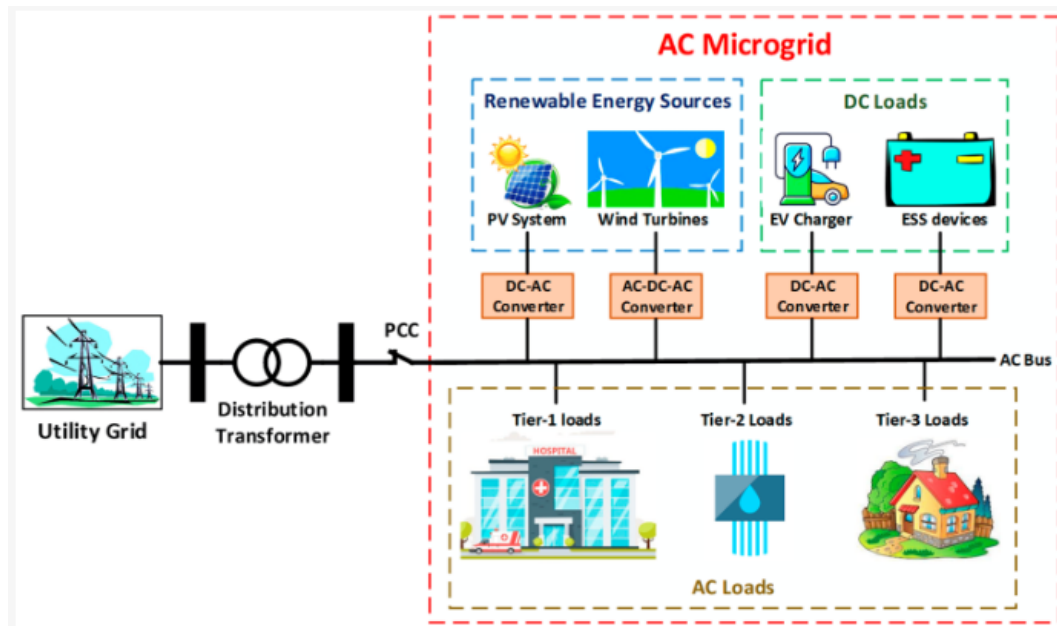 AC Microgrid
Renewable Energy Sources
DC Loads
PV System
Wind Turbines
EV Charger
ESS devices
DC-AC
Converter
AC-DC-AC
Converter
DC-AC
Converter
DC-AC
Converter
PCC
AC Bus
Utility Grid
Distribution
Transformer
Tier-1 loads
Tier-2 Loads
Tier-3 Loads
HOSPITAL
AC Loads